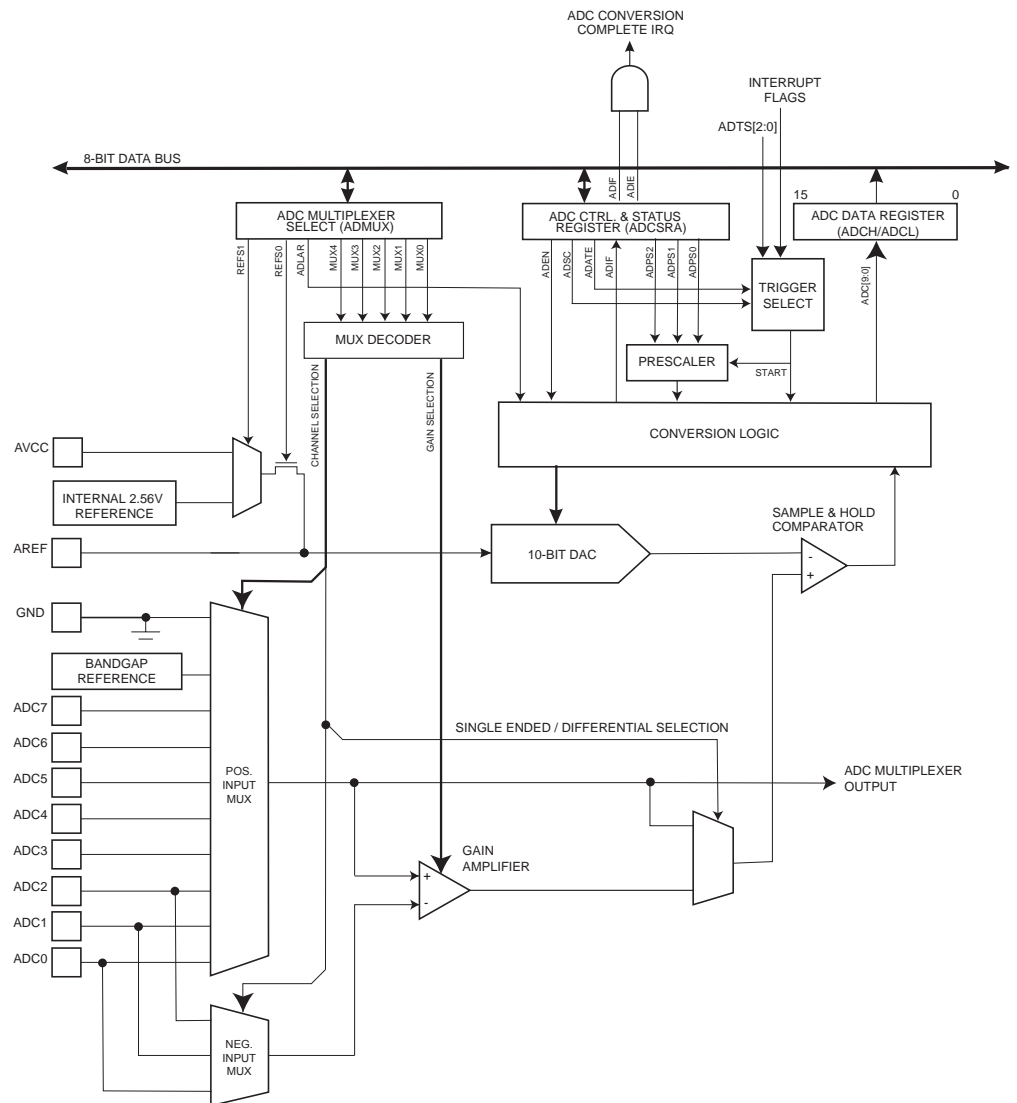 ADC CONVERSION
COMPLETE IRQ
INTERRUPT
FLAGS
ADTS[2:0]
8-BIT DATA BUS
ADIF
ADIE
15
0
ADC MULTIPLEXER
SELECT (ADMUX)
ADC CTRL. & STATUS
REGISTER (ADCSRA)
ADC DATA REGISTER
(ADCH/ADCL)
REFS1
REFS0
ADLAR
MUX4
MUX3
MUX2
MUX1
MUX0
ADEN
ADSC
ADATE
ADIF
ADPS2
ADPS1
ADPS0
ADC[9:0]
TRIGGER
SELECT
MUX DECODER
PRESCALER
START
CHANNEL SELECTION
GAIN SELECTION
CONVERSION LOGIC
AVCC
INTERNAL 2.56V
REFERENCE
SAMPLE & HOLD
COMPARATOR
AREF
10-BIT DAC
-
+
GND
BANDGAP
REFERENCE
ADC7
SINGLE ENDED / DIFFERENTIAL SELECTION
ADC6
ADC5
POS.
INPUT
MUX
ADC MULTIPLEXER
OUTPUT
ADC4
ADC3
GAIN
AMPLIFIER
+
-
ADC2
ADC1
ADC0
NEG.
INPUT
MUX